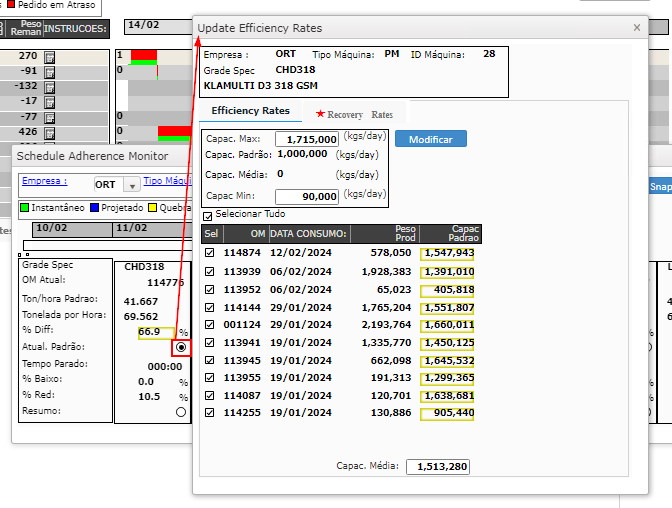 Pedido em Atraso
Peso
Reman
INSTRUCOES:
14/02
270
1
-91
0
-132
-17
-77
0
426
0
Schedule Adherence Monitor
Empresa :
ORT
Tipo Máqui
Instantâneo
Projetado
Quebra
10/02
11/02
Grade Spec
CHD318
OM Atual:
114776
Ton/hora Padrao:
41.667
Tonelada por Hora:
69.562
% Diff:
66.9
%
Atual. Padrão:
Tempo Parado:
000:00
% Baixo:
0.0
%
% Red:
10.5
%
Resumo:
Snap
Update Efficiency Rates
×
Empresa :
ORT
Tipo Máquina:
PM
ID Máquina:
28
Grade Spec
CHD318
KLAMULTI D3 318 GSM
Efficiency Rates
Recovery Rates
Capac. Max:
1,715,000
(kgs/day)
Modificar
Capac. Padrão:
1,000,000
(kgs/day)
Capac. Média:
0
(kgs/day)
Capac Min:
90,000
(kgs/day)
Selecionar Tudo
Sel OM DATA CONSUMO: Peso Prod Capac Padrao
114874 12/02/2024 578,050 1,547,943
113939 06/02/2024 1,928,383 1,391,010
113952 06/02/2024 65,023 405,818
114144 29/01/2024 1,765,204 1,551,807
001124 29/01/2024 2,193,764 1,660,011
113941 19/01/2024 1,335,770 1,450,125
113945 19/01/2024 662,098 1,645,532
113955 19/01/2024 191,313 1,299,365
114087 19/01/2024 120,701 1,638,681
114255 19/01/2024 130,886 905,440
Capac. Média:
1,513,280